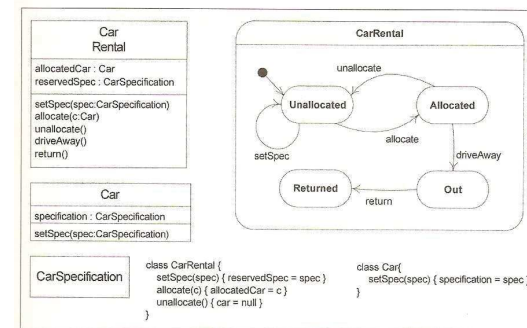 Car
Rental
allocatedCar : Car
reservedSpec : CarSpecification
setSpec(spec:CarSpecification)
allocate(c:Car)
unallocate()
driveAway()
return()
Car
specification : CarSpecification
setSpec(spec:CarSpecification)
CarSpecification
CarRental
unallocate
Unallocated
Allocated
allocate
setSpec
driveAway
Returned
Out
return
class CarRental {
setSpec(spec) { reservedSpec = spec }
allocate(c) { allocatedCar = c }
unallocate() { car = null }
}
class Car{
setSpec(spec) { specification = spec }
}